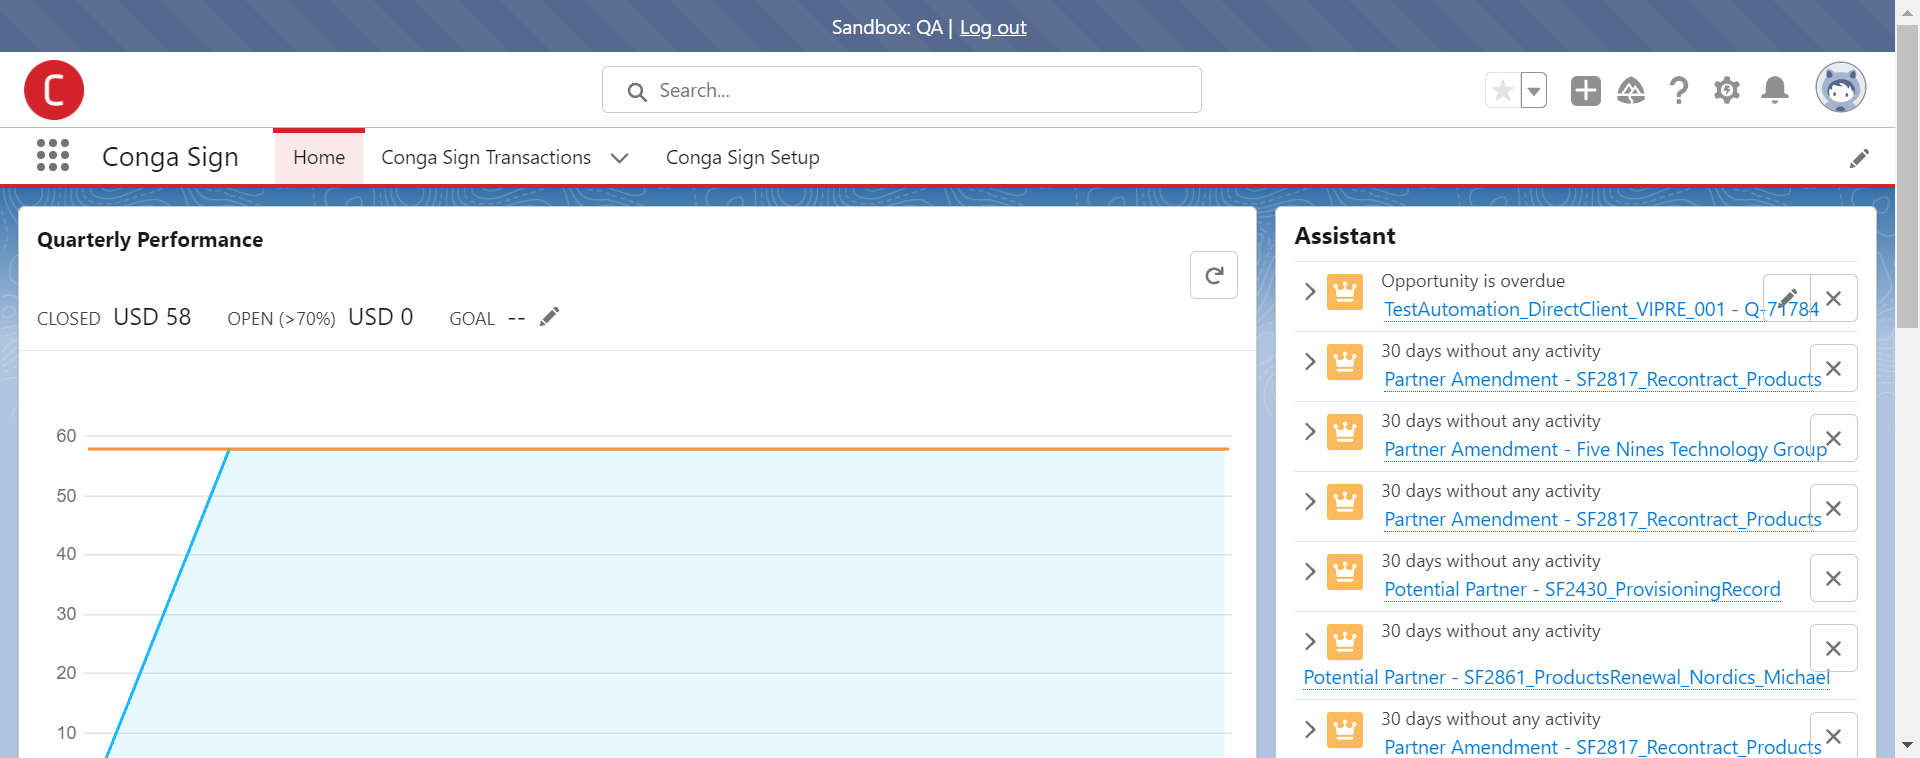 Sandbox: QA | Log out
C
Search...
Conga Sign
Home
Conga Sign Transactions
Conga Sign Setup
Quarterly Performance
CLOSED USD 58 OPEN (>70%) USD 0 GOAL --
60
50
40
30
20
10
Assistant
Opportunity is overdue
TestAutomation_DirectClient_VIPRE_001 - Q-71784
30 days without any activity
Partner Amendment - SF2817_Recontract_Products
30 days without any activity
Partner Amendment - Five Nines Technology Group
30 days without any activity
Partner Amendment - SF2817_Recontract_Products
30 days without any activity
Potential Partner - SF2430_ProvisioningRecord
30 days without any activity
Potential Partner - SF2861_ProductsRenewal_Nordics_Michael
30 days without any activity
Partner Amendment - SF2817_Recontract_Products